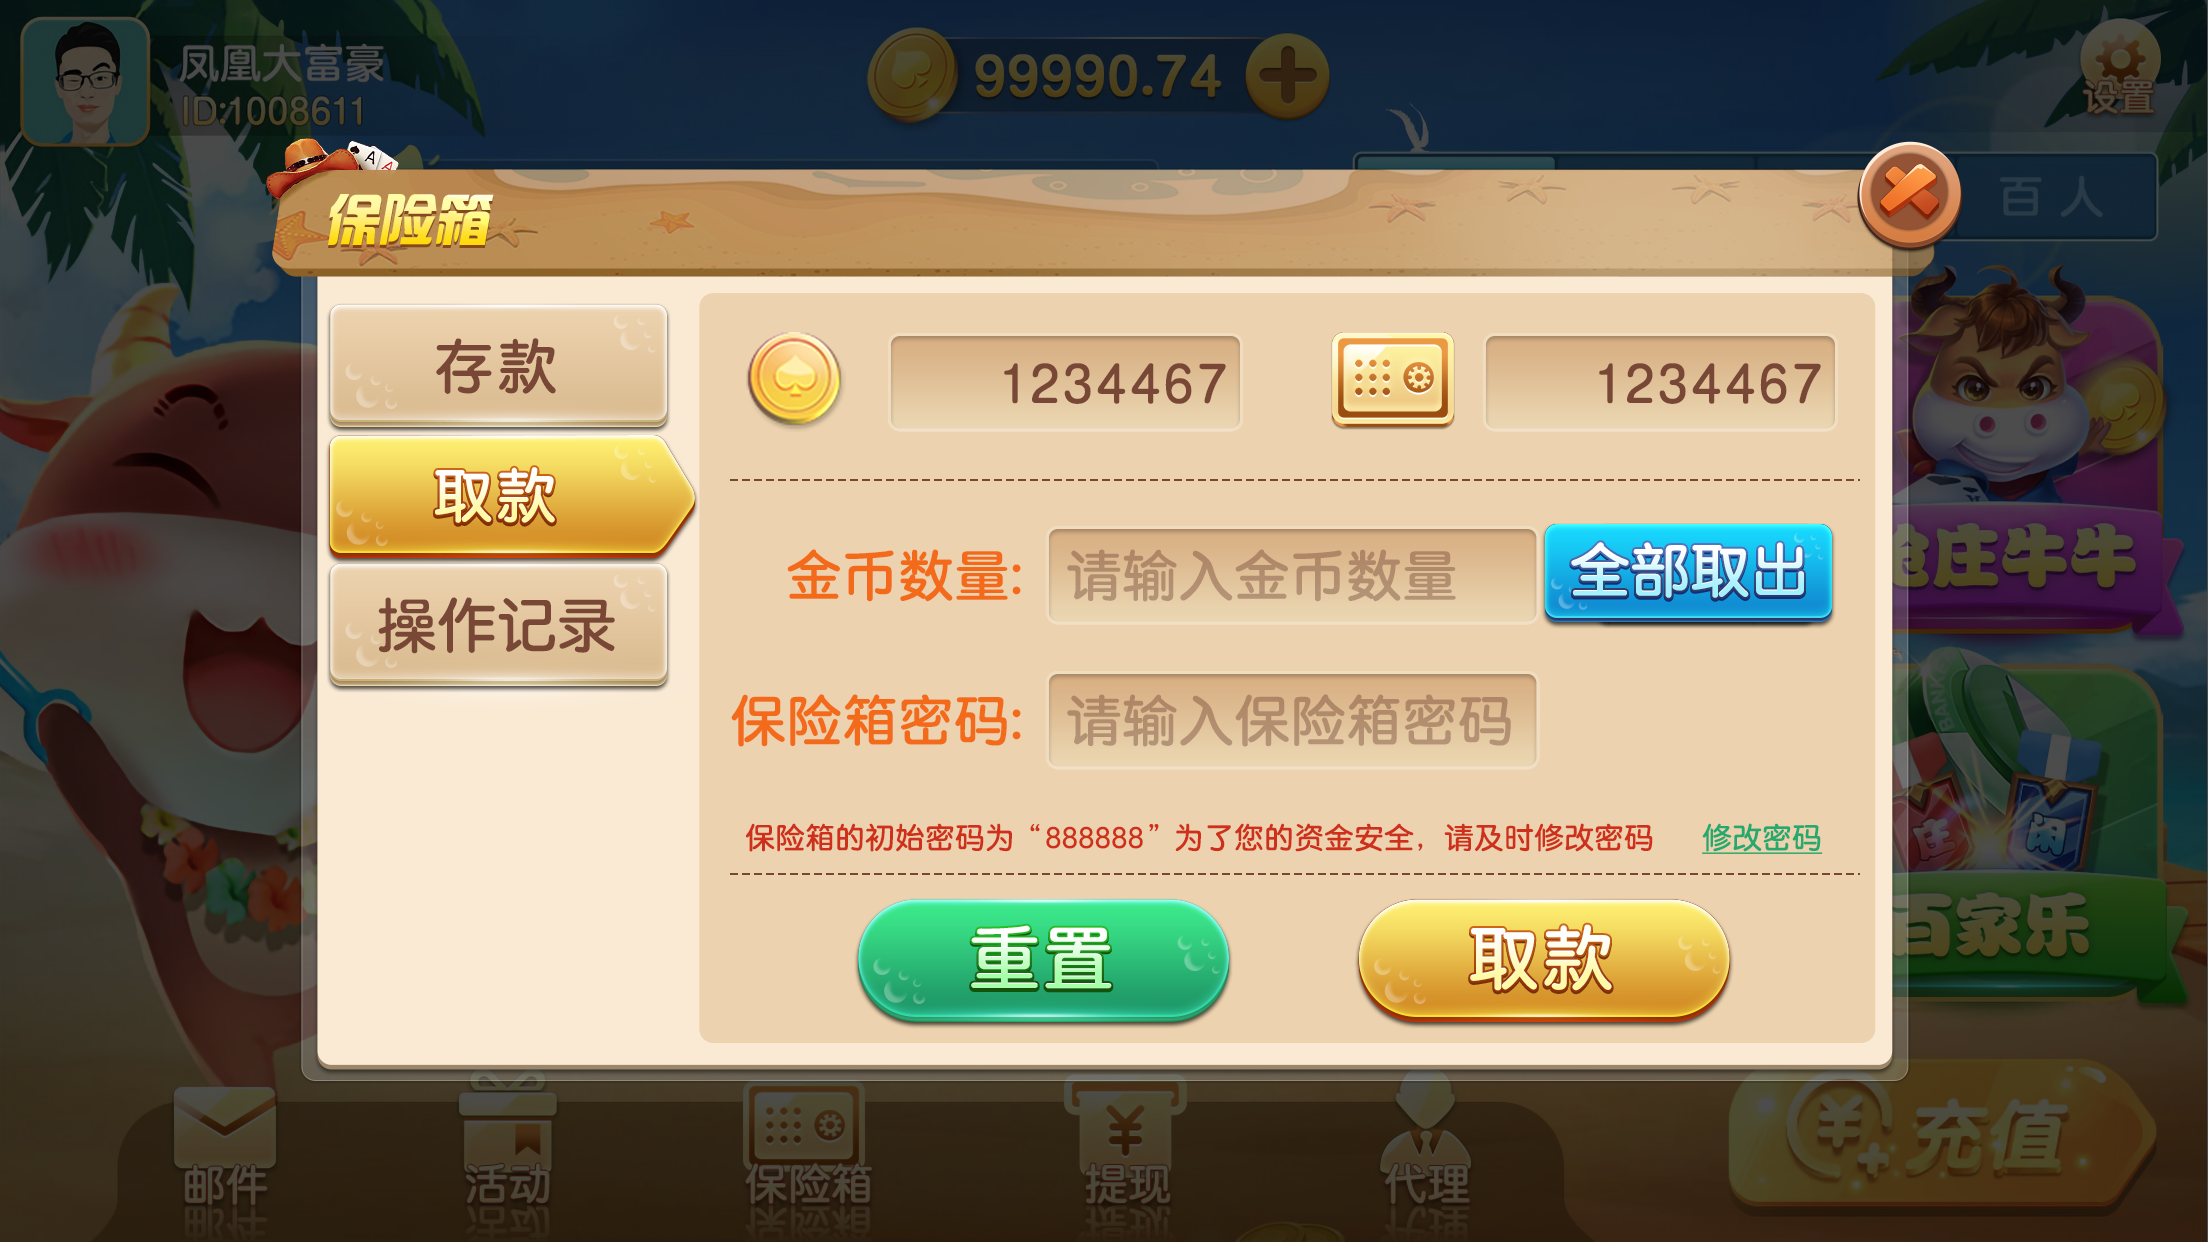 凤凰大富豪
ID:1008611
99990.74
设置
百人
保险箱
存款
取款
操作记录
1234467
1234467
金币数量:
请输入金币数量
全部取出
保险箱密码:
请输入保险箱密码
保险箱的初始密码为“888888”为了您的资金安全，请及时修改密码
修改密码
重置
取款
抢庄牛牛
BANK
庄
闲
百家乐
邮件
活动
保险箱
提现
代理
充值